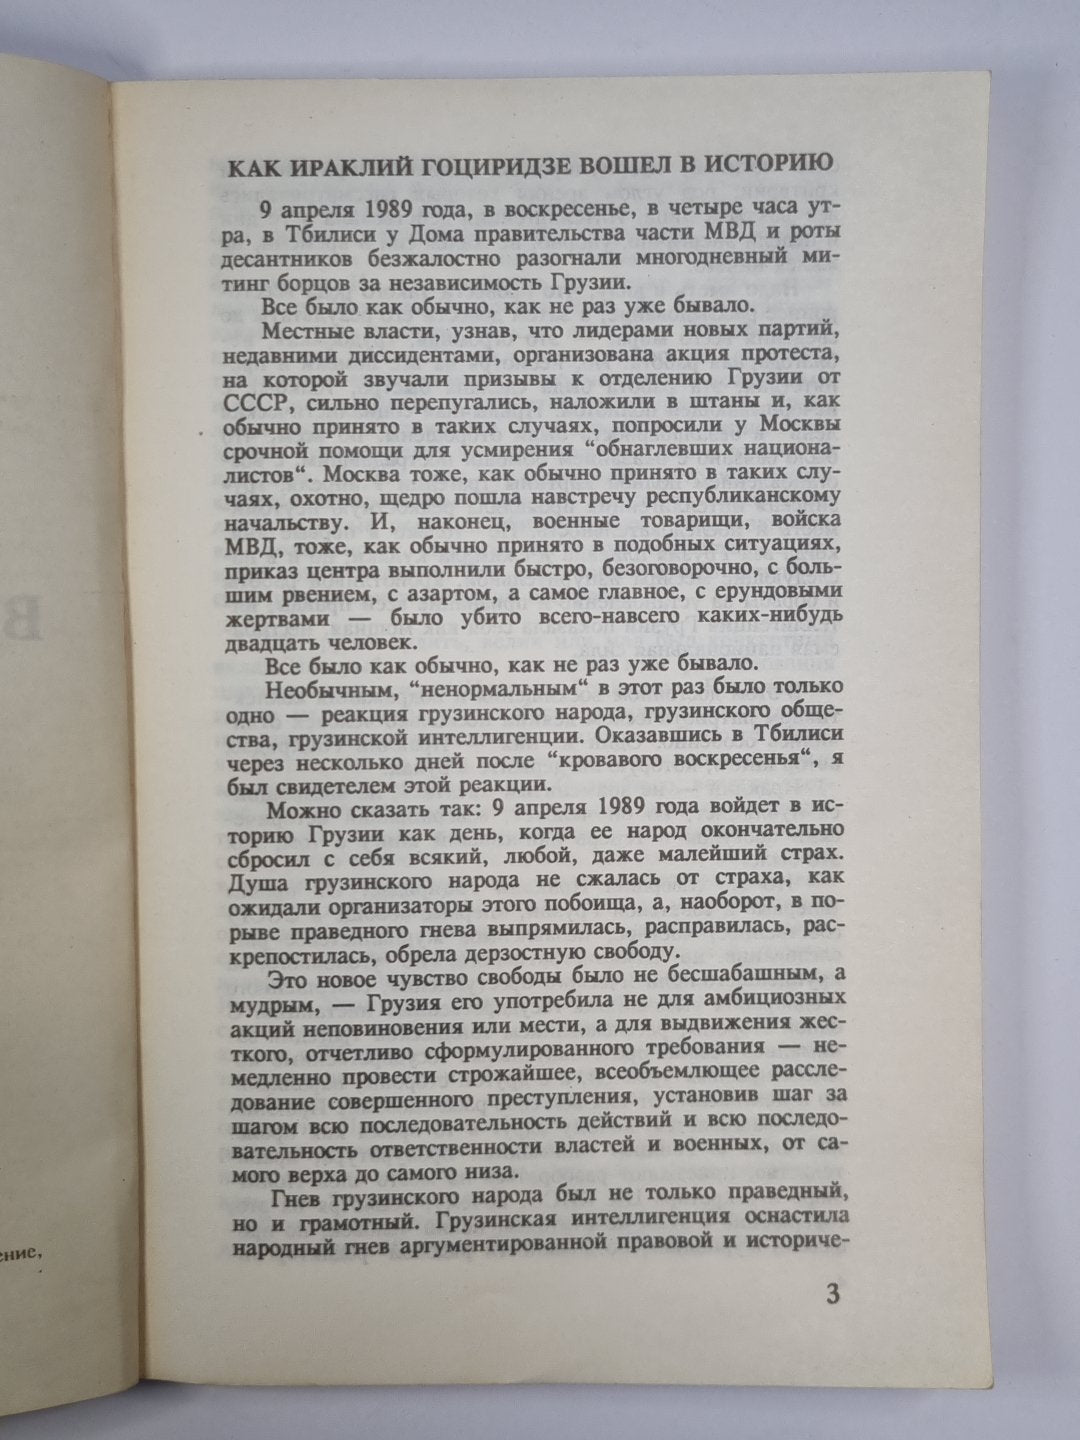 КАК ИРАКЛИЙ ГОЦИРИДЗЕ ВОШЕЛ В ИСТОРИЮ
9 апреля 1989 года, в воскресенье, в четыре часа ут-
ра, в Тбилиси у Дома правительства части МВД и роты
десантников безжалостно разогнали многодневный ми-
тинг борцов за независимость Грузии.
Все было как обычно, как не раз уже бывало.
Местные власти, узнав, что лидерами новых партий,
недавними диссидентами, организована акция протеста,
на которой звучали призывы к отделению Грузии от
СССР, сильно перепугались, наложили в штаны и, как
обычно принято в таких случаях, попросили у Москвы
срочной помощи для усмирения “обнаглевших национа-
листов“. Москва тоже, как обычно принято в таких слу-
чаях, охотно, щедро пошла навстречу республиканскому
начальству. И, наконец, военные товарищи, войска
МВД, тоже, как обычно принято в подобных ситуациях,
приказ центра выполнили быстро, безоговорочно, с боль-
шим рвением, с азартом, а самое главное, с ерундовыми
жертвами — было убито всего-навсего каких-нибудь
двадцать человек.
Все было как обычно, как не раз уже бывало.
Необычным, “ненормальным“ в этот раз было только
одно — реакция грузинского народа, грузинского обще-
ства, грузинской интеллигенции. Оказавшись в Тбилиси
через несколько дней после “кровавого воскресенья“, я
был свидетелем этой реакции.
Можно сказать так: 9 апреля 1989 года войдет в ис-
торию Грузии как день, когда ее народ окончательно
сбросил с себя всякий, любой, даже малейший страх.
Душа грузинского народа не сжалась от страха, как
ожидали организаторы этого побоища, а, наоборот, в по-
рыве праведного гнева выпрямилась, расправилась, рас-
крепостилась, обрела дерзостную свободу.
Это новое чувство свободы было не бесшабашным, а
мудрым, — Грузия его употребила не для амбициозных
акций неповиновения или мести, а для выдвижения жес-
ткого, отчетливо сформулированного требования — не-
медленно провести строжайшее, всеобъемлющее рассле-
дование совершенного преступления, установив шаг за
шагом всю последовательность действий и всю последо-
вательность ответственности властей и военных, от са-
мого верха до самого низа.
Гнев грузинского народа был не только праведный,
но и грамотный. Грузинская интеллигенция оснастила
народный гнев аргументированной правовой и историче-
3
ение,